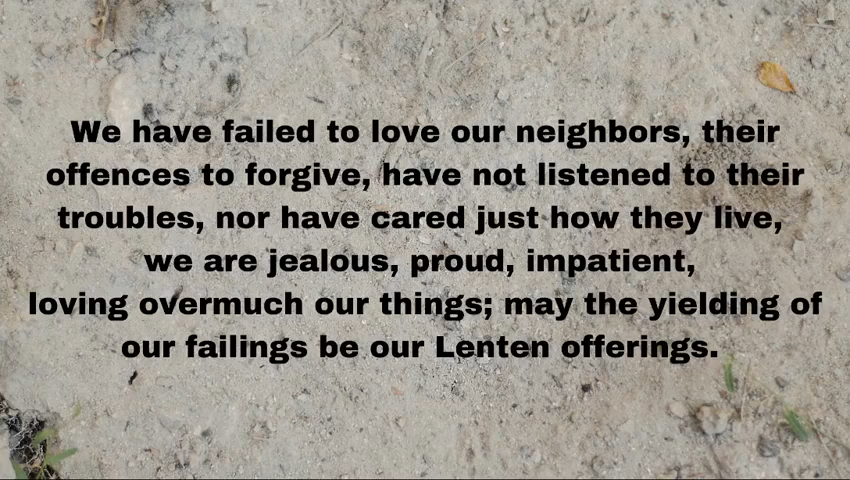 We have failed to love our neighbors, their
offences to forgive, have not listened to their
troubles, nor have cared just how they live,
we are jealous, proud, impatient,
loving overmuch our things; may the yielding of
our failings be our Lenten offerings.